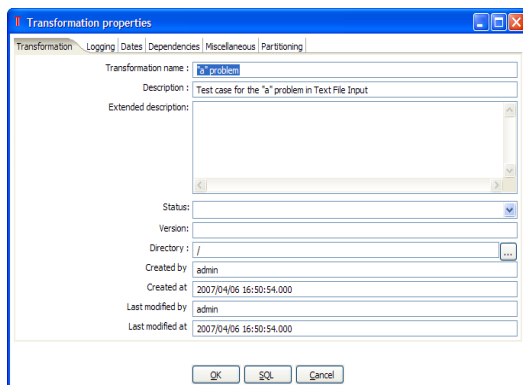 Transformation properties
Transformation Logging Dates Dependencies Miscellaneous Partitioning
Transformation name : "a" problem
Description : Test case for the "a" problem in Text File Input
Extended description:
Status:
Version:
Directory : / ...
Created by admin
Created at 2007/04/06 16:50:54.000
Last modified by admin
Last modified at 2007/04/06 16:50:54.000
OK SQL Cancel